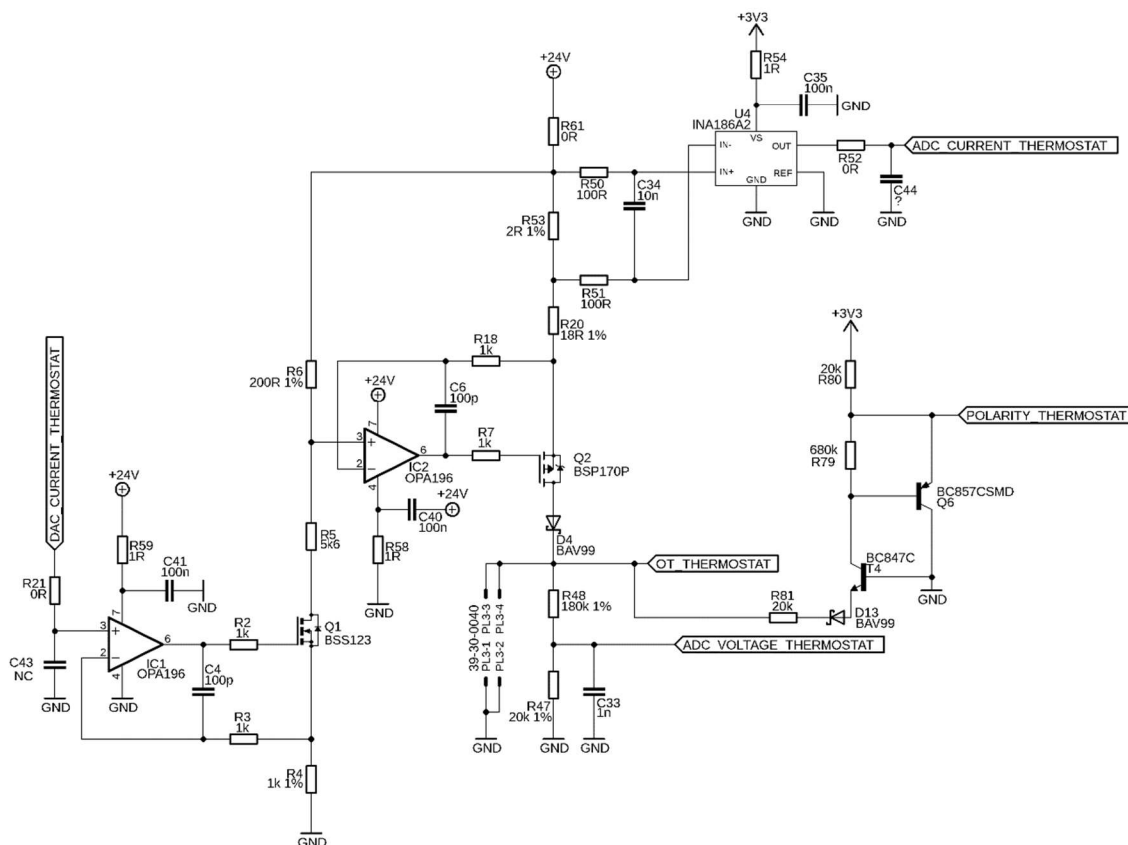 +3V3
R54
1R
C35
100n
GND
+24V
U4
INA186A2
VS
IN-
OUT
IN+
GND
REF
R61
0R
R52
0R
ADC_CURRENT_THERMOSTAT
C44
?
GND
GND
GND
R50
100R
C34
10n
R53
2R 1%
R51
100R
R20
18R 1%
R18
1k
DAC_CURRENT_THERMOSTAT
R6
200R 1%
+24V
C6
100p
7
3
+
2
-
6
4
IC2
OPA196
R7
1k
Q2
BSP170P
+3V3
20k
R80
POLARITY_THERMOSTAT
680k
R79
BC857CSMD
Q6
BC847C
T4
GND
+24V
C40
100n
+24V
R58
1R
GND
R5
5k6
D4
BAV99
OT_THERMOSTAT
R59
1R
C41
100n
GND
R21
0R
7
3
+
2
-
6
4
IC1
OPA196
R2
1k
Q1
BSS123
39-30-0040
PL3-1 PL3-3
PL3-2 PL3-4
R48
180k 1%
R81
20k
D13
BAV99
ADC_VOLTAGE_THERMOSTAT
C43
NC
GND
GND
C4
100p
R3
1k
R47
20k 1%
C33
1n
GND
GND
GND
R4
1k 1%
GND